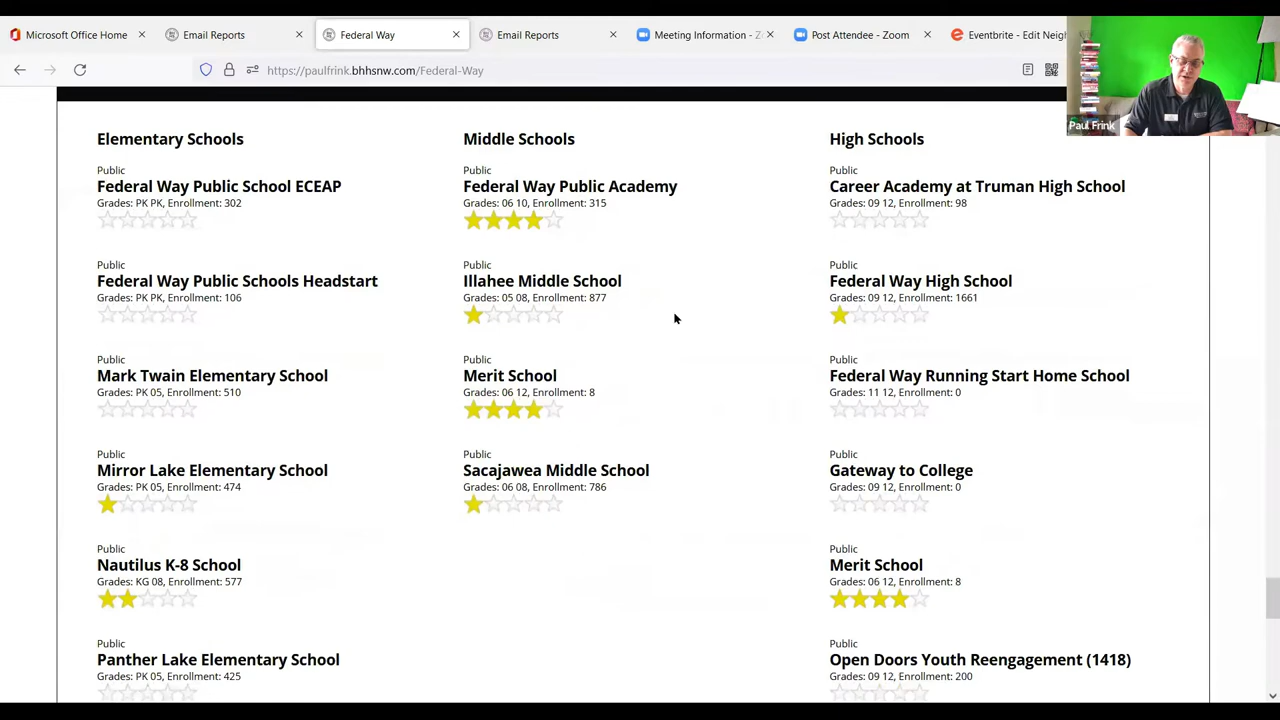 Microsoft Office Home
Email Reports
Federal Way
Email Reports
Meeting Information - Z
Post Attendee - Zoom
Eventbrite - Edit Neigh
https://paulfrink.bhhsnw.com/Federal-Way
Paul Frink
Elementary Schools
Public
Federal Way Public School ECEAP
Grades: PK PK, Enrollment: 302
Public
Federal Way Public Schools Headstart
Grades: PK PK, Enrollment: 106
Public
Mark Twain Elementary School
Grades: PK 05, Enrollment: 510
Public
Mirror Lake Elementary School
Grades: PK 05, Enrollment: 474
Public
Nautilus K-8 School
Grades: KG 08, Enrollment: 577
Public
Panther Lake Elementary School
Grades: PK 05, Enrollment: 425
Middle Schools
Public
Federal Way Public Academy
Grades: 06 10, Enrollment: 315
Public
Illahee Middle School
Grades: 05 08, Enrollment: 877
Public
Merit School
Grades: 06 12, Enrollment: 8
Public
Sacajawea Middle School
Grades: 06 08, Enrollment: 786
High Schools
Public
Career Academy at Truman High School
Grades: 09 12, Enrollment: 98
Public
Federal Way High School
Grades: 09 12, Enrollment: 1661
Public
Federal Way Running Start Home School
Grades: 11 12, Enrollment: 0
Public
Gateway to College
Grades: 09 12, Enrollment: 0
Public
Merit School
Grades: 06 12, Enrollment: 8
Public
Open Doors Youth Reengagement (1418)
Grades: 09 12, Enrollment: 200